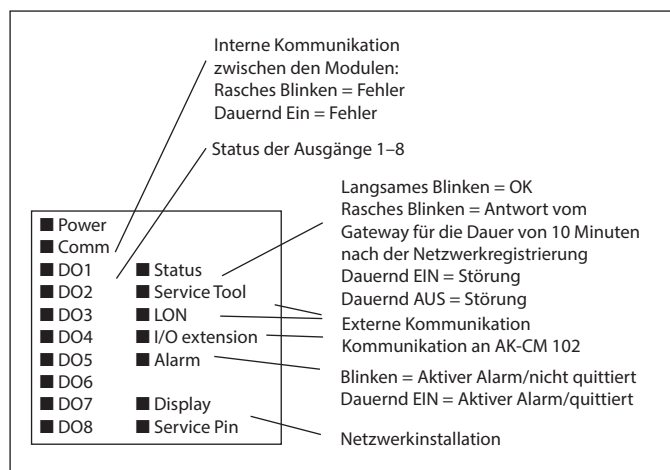 Interne Kommunikation
zwischen den Modulen:
Rasches Blinken = Fehler
Dauernd Ein = Fehler
Status der Ausgänge 1–8
Langsames Blinken = OK
Rasches Blinken = Antwort vom
Gateway für die Dauer von 10 Minuten
nach der Netzwerkregistrierung
Dauernd EIN = Störung
Dauernd AUS = Störung
Externe Kommunikation
Kommunikation an AK-CM 102
Blinken = Aktiver Alarm/nicht quittiert
Dauernd EIN = Aktiver Alarm/quittiert
Netzwerkinstallation
■ Power
■ Comm
■ DO1 ■ Status
■ DO2 ■ Service Tool
■ DO3 ■ LON
■ DO4 ■ I/O extension
■ DO5 ■ Alarm
■ DO6
■ DO7 ■ Display
■ DO8 ■ Service Pin